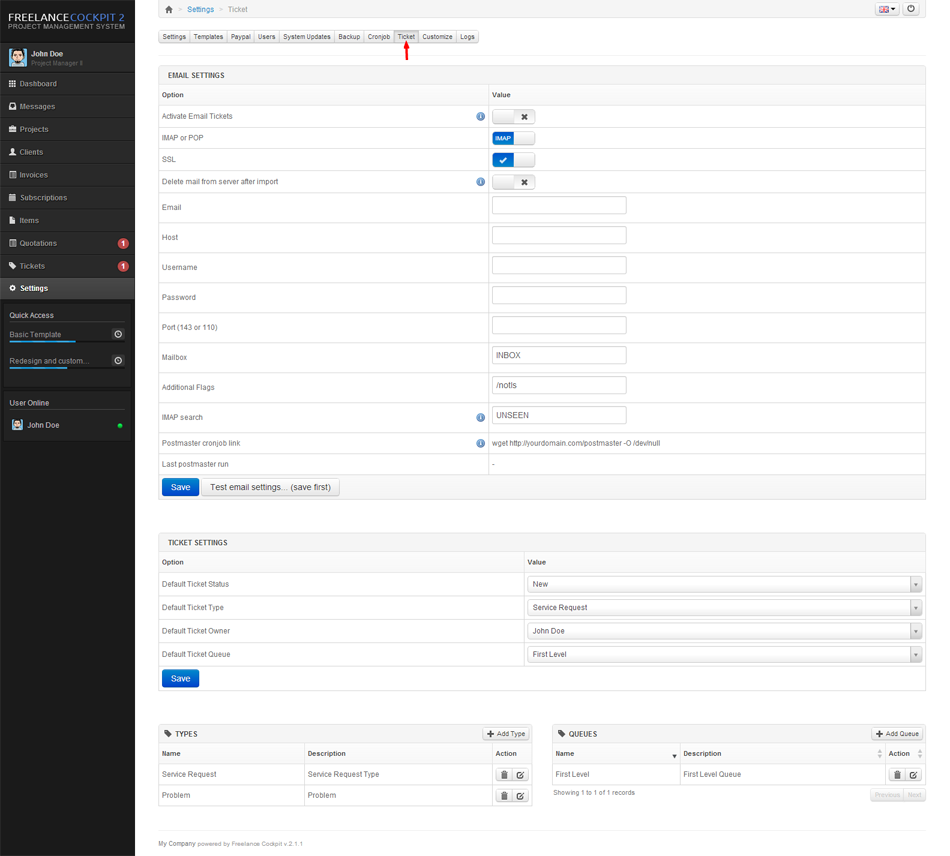 FREELANCECOCKPIT 2
PROJECT MANAGEMENT SYSTEM
John Doe
Project Manager II
Dashboard
Messages
Projects
Clients
Invoices
Subscriptions
Items
Quotations 1
Tickets 1
Settings
Quick Access
Basic Template
Redesign and custom...
User Online
John Doe
Settings Ticket
Settings Templates Paypal Users System Updates Backup Cronjob Ticket Customize Logs
EMAIL SETTINGS
Option Value
Activate Email Tickets
IMAP or POP IMAP
SSL
Delete mail from server after import
Email
Host
Username
Password
Port (143 or 110)
Mailbox INBOX
Additional Flags /notls
IMAP search UNSEEN
Postmaster cronjob link wget http://yourdomain.com/postmaster -O /dev/null
Last postmaster run -
Save Test email settings... (save first)
TICKET SETTINGS
Option Value
Default Ticket Status New
Default Ticket Type Service Request
Default Ticket Owner John Doe
Default Ticket Queue First Level
Save
TYPES Add Type
Name Description Action
Service Request Service Request Type
Problem Problem
QUEUES Add Queue
Name Description Action
First Level First Level Queue
Showing 1 to 1 of 1 records Previous Next
My Company powered by Freelance Cockpit v.2.1.1